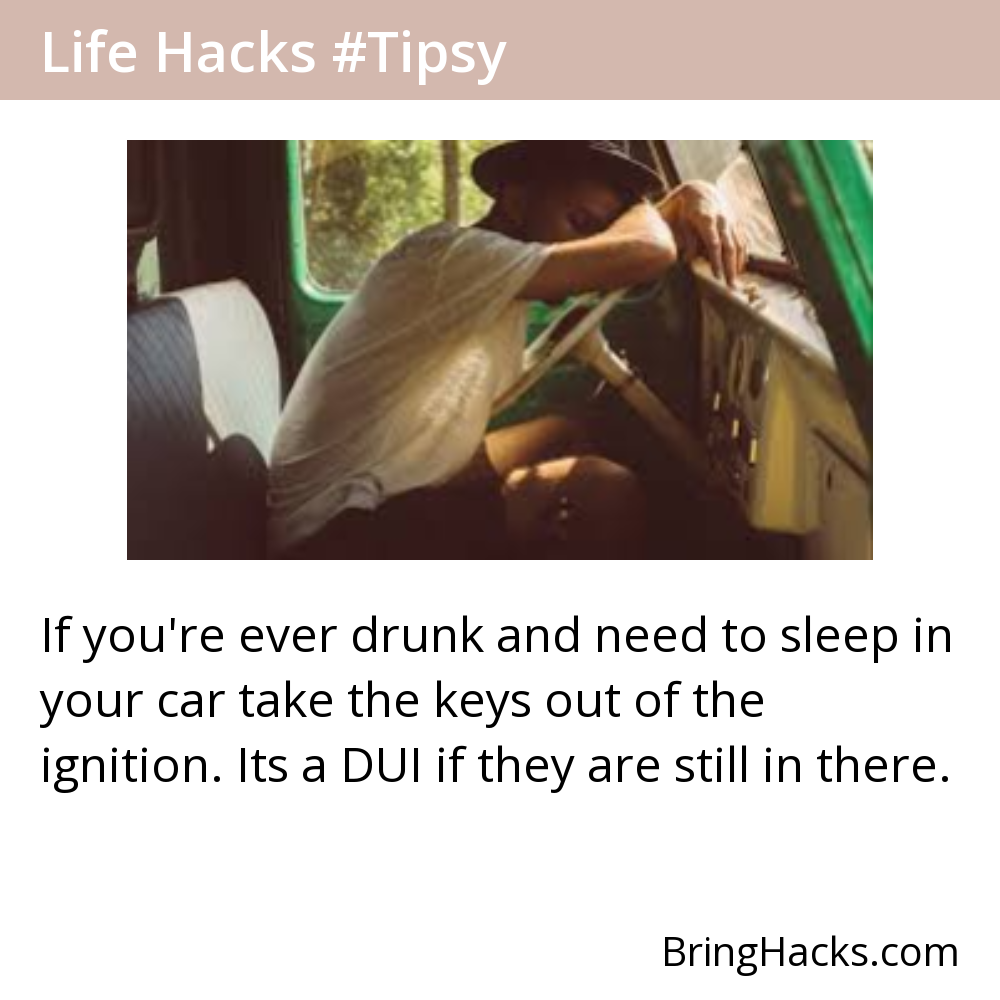 Life Hacks #Tipsy
If you're ever drunk and need to sleep in
your car take the keys out of the
ignition. Its a DUI if they are still in there.
BringHacks.com